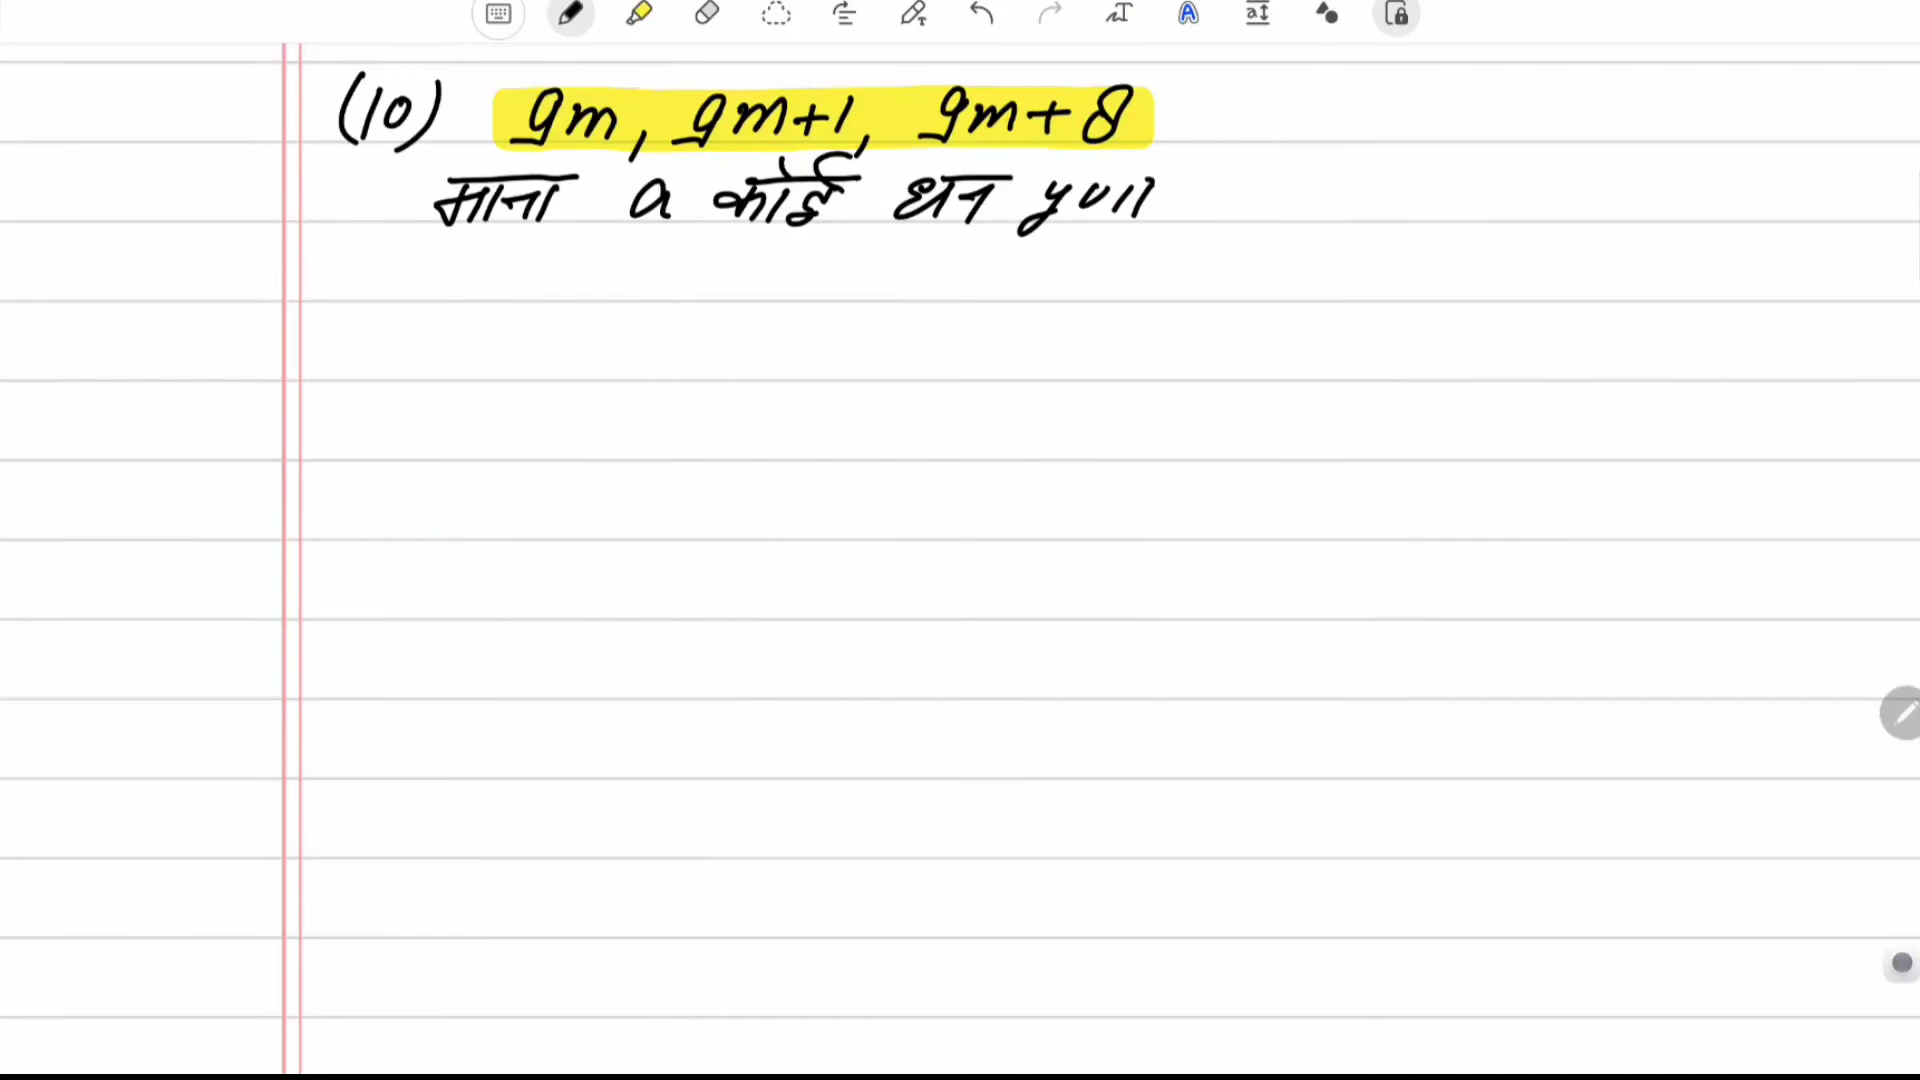 (10) 9m, 9m+1, 9m+8
माना a कोई धन पूर्णा